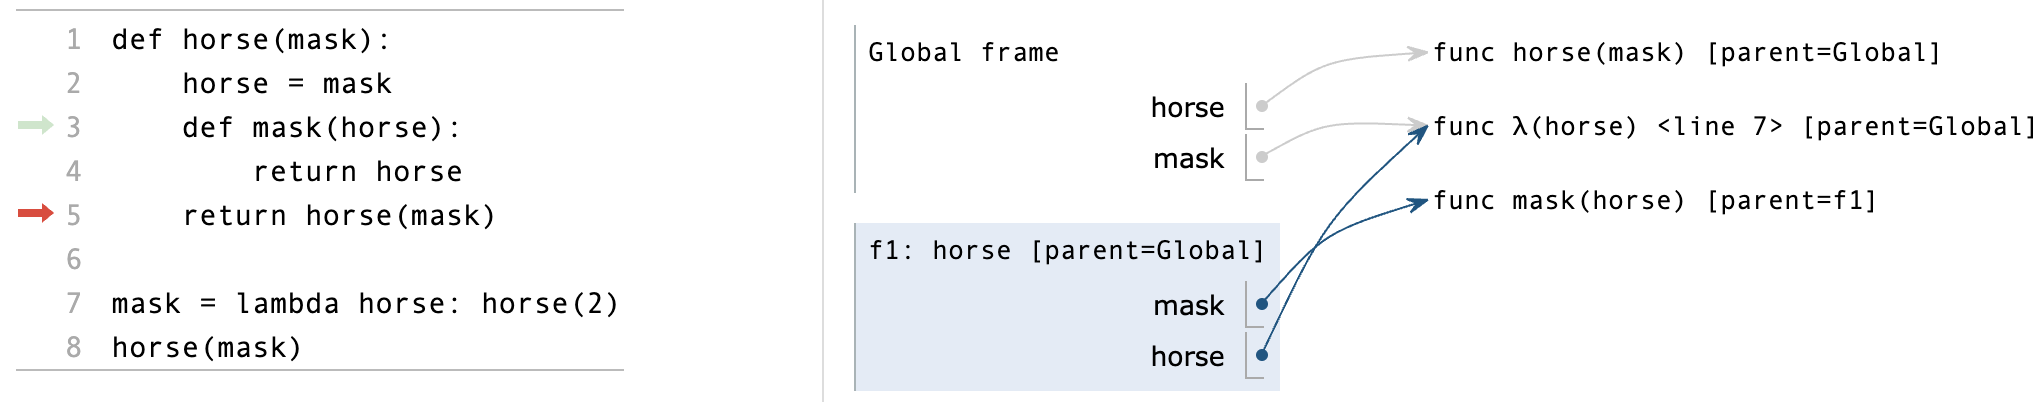 1 def horse(mask):
2     horse = mask
3     def mask(horse):
4         return horse
5     return horse(mask)
6
7 mask = lambda horse: horse(2)
8 horse(mask)
Global frame
horse
mask
f1: horse [parent=Global]
mask
horse
func horse(mask) [parent=Global]
func λ(horse) <line 7> [parent=Global]
func mask(horse) [parent=f1]